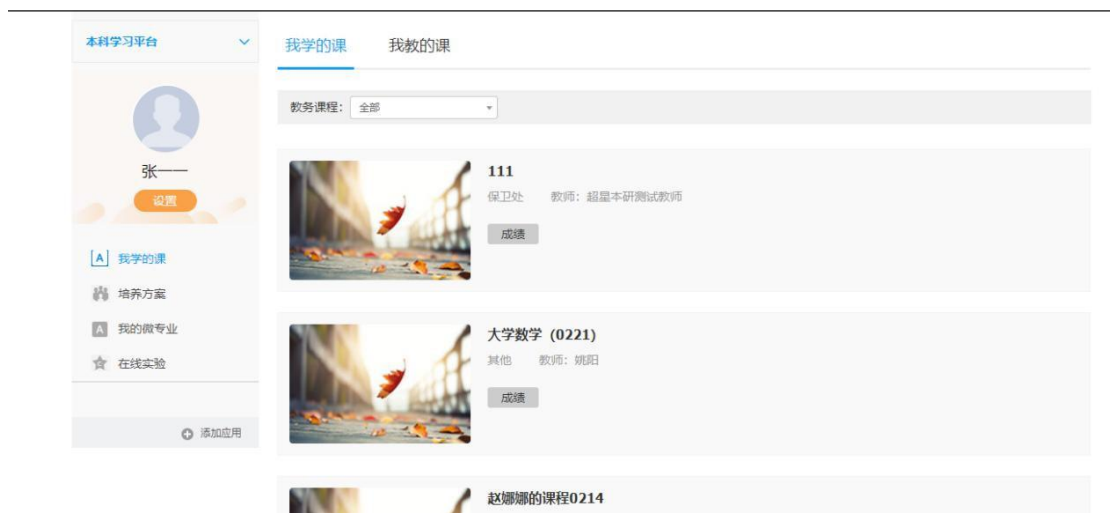 本科学习平台
张一一
设置
A 我学的课
培养方案
A 我的微专业
在线实验
添加应用
我学的课 我教的课
教务课程： 全部
111
保卫处 教师：超星本研测试教师
成绩
大学数学（0221）
其他 教师：姚阳
成绩
赵娜娜的课程0214